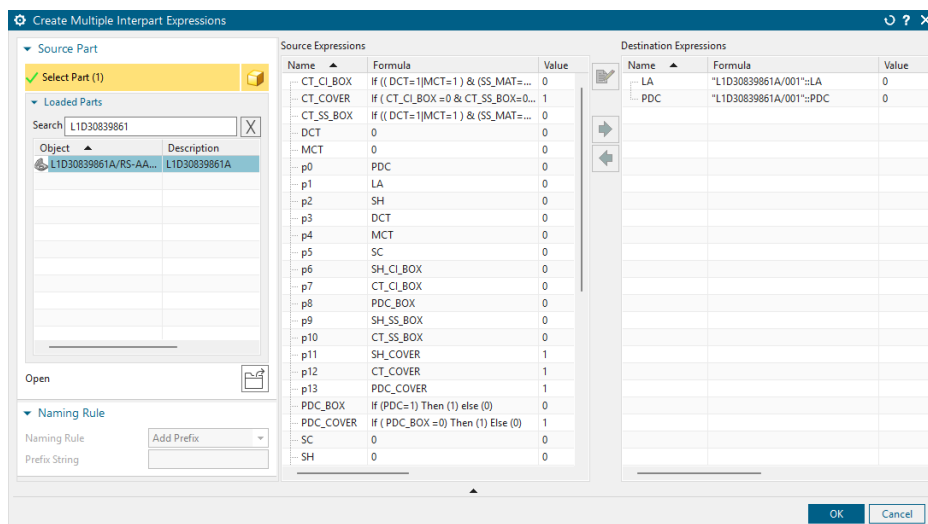 Create Multiple Interpart Expressions
Source Part
Select Part (1)
Loaded Parts
Search L1D30839861 X
Object Description
L1D30839861A/RS-AA... L1D30839861A
Open
Naming Rule
Naming Rule Add Prefix
Prefix String
Source Expressions
Name Formula Value
CT_CI_BOX If (( DCT=1|MCT=1 ) & (SS_MAT=... 0
CT_COVER If ( CT_CI_BOX =0 & CT_SS_BOX=0... 1
CT_SS_BOX If (( DCT=1|MCT=1 ) & (SS_MAT=... 0
DCT 0 0
MCT 0 0
p0 PDC 0
p1 LA 0
p2 SH 0
p3 DCT 0
p4 MCT 0
p5 SC 0
p6 SH_CI_BOX 0
p7 CT_CI_BOX 0
p8 PDC_BOX 0
p9 SH_SS_BOX 0
p10 CT_SS_BOX 0
p11 SH_COVER 1
p12 CT_COVER 1
p13 PDC_COVER 1
PDC_BOX If (PDC=1) Then (1) else (0) 0
PDC_COVER If ( PDC_BOX =0) Then (1) Else (0) 1
SC 0 0
SH 0 0
Destination Expressions
Name Formula Value
LA "L1D30839861A/001"::LA 0
PDC "L1D30839861A/001"::PDC 0
OK Cancel